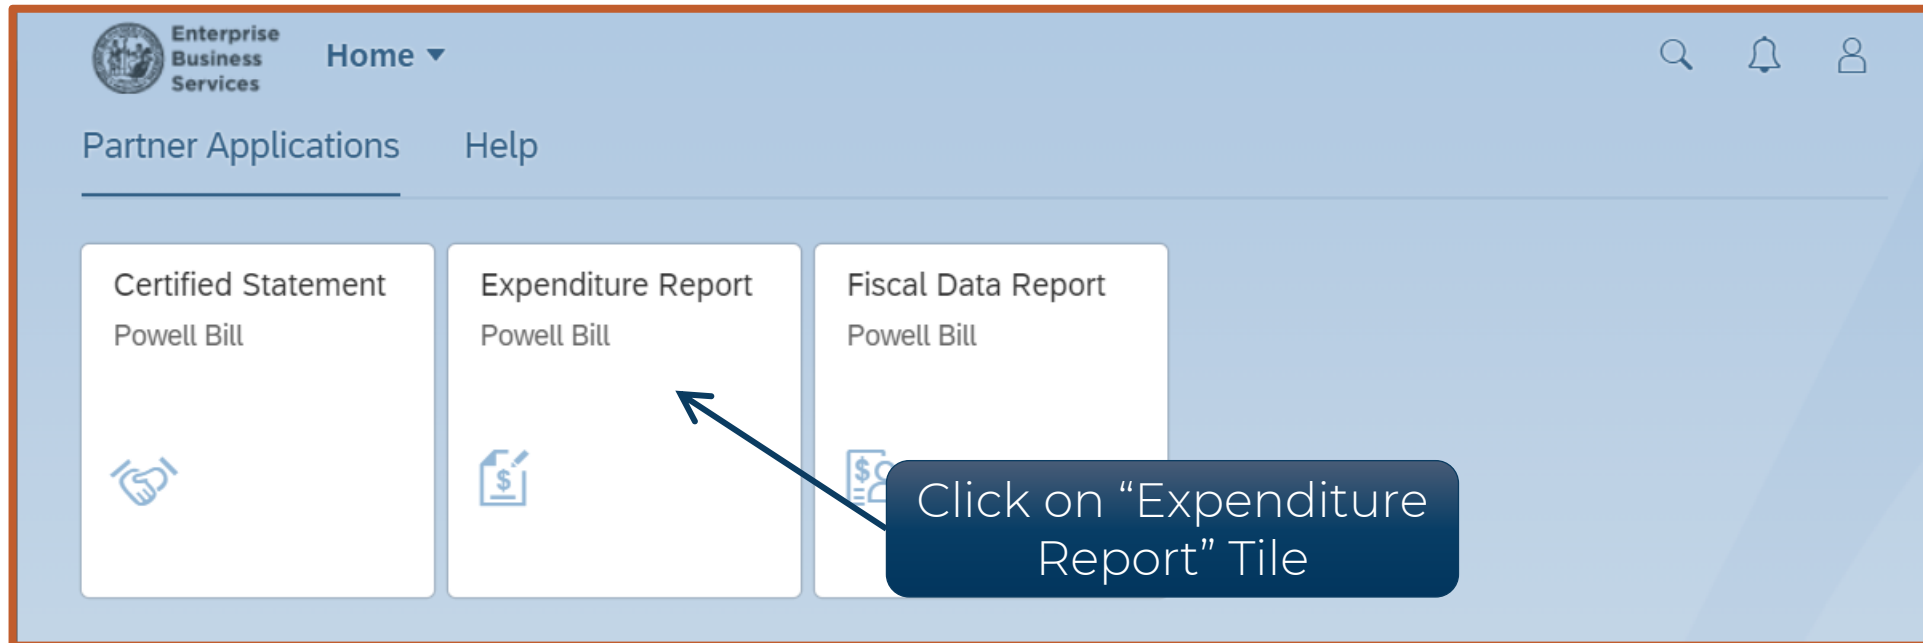 Enterprise
Business
Services
Home
Partner Applications
Help
Certified Statement
Powell Bill
Expenditure Report
Powell Bill
Fiscal Data Report
Powell Bill
Click on “Expenditure
Report” Tile